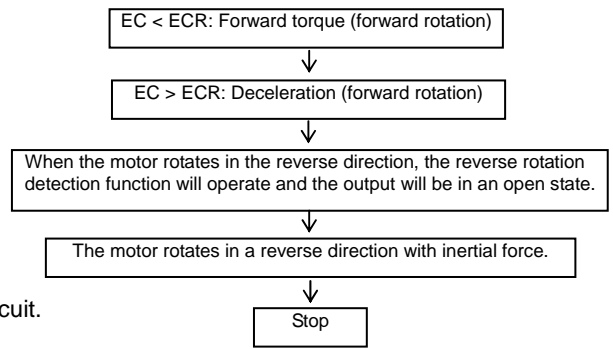 EC < ECR: Forward torque (forward rotation)
EC > ECR: Deceleration (forward rotation)
When the motor rotates in the reverse direction, the reverse rotation
detection function will operate and the output will be in an open state.
The motor rotates in a reverse direction with inertial force.
cuit.
Stop